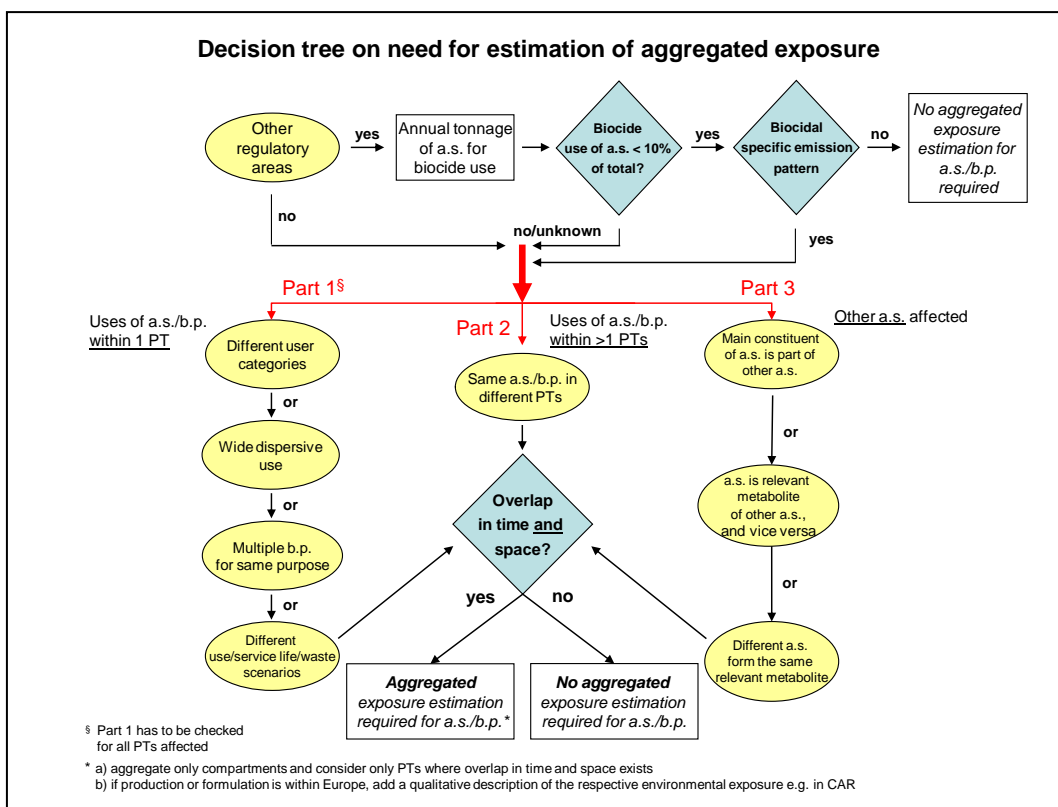 Decision tree on need for estimation of aggregated exposure
Other
regulatory
areas
yes
Annual tonnage
of a.s. for
biocide use
Biocide
use of a.s. < 10%
of total?
yes
Biocidal
specific emission
pattern
no
No aggregated
exposure
estimation for
a.s./b.p.
required
no
no/unknown
yes
Part 1§
Part 2
Part 3
Uses of a.s./b.p.
within 1 PT
Uses of a.s./b.p.
within >1 PTs
Other a.s. affected
Different user
categories
or
Wide dispersive
use
or
Multiple b.p.
for same purpose
or
Different
use/service life/waste
scenarios
Same a.s./b.p. in
different PTs
Overlap
in time and
space?
yes
no
Aggregated
exposure estimation
required for a.s./b.p.*
No aggregated
exposure estimation
required for a.s./b.p.
Main constituent
of a.s. is part of
other a.s.
or
a.s. is relevant
metabolite
of other a.s.,
and vice versa
or
Different a.s.
form the same
relevant metabolite
§ Part 1 has to be checked
for all PTs affected
* a) aggregate only compartments and consider only PTs where overlap in time and space exists
b) if production or formulation is within Europe, add a qualitative description of the respective environmental exposure e.g. in CAR